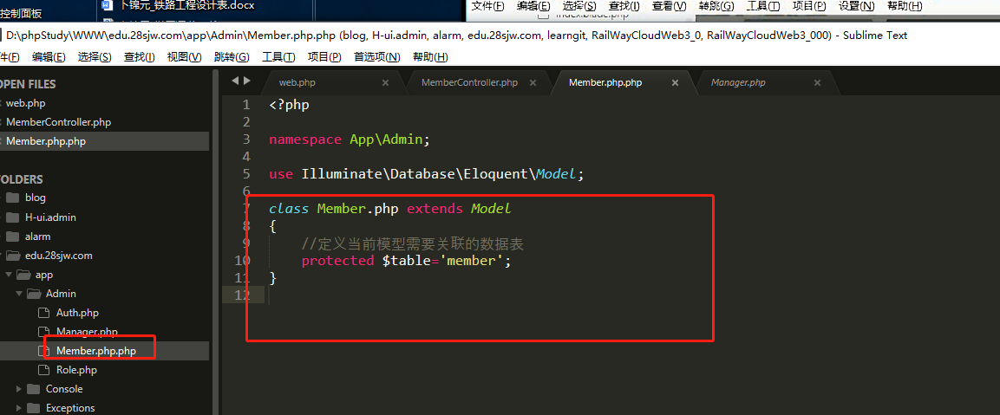 控制面板
卜锦元_铁路工程设计表.docx
文件(F) 编辑(E) 选择(S) 查找(I) 查看(V) 转跳(G) 工具(T) 项目(P) 设置(N) 帮助(H)
index.blade.php
D:\phpStudy\WWW\edu.28sjw.com\app\Admin\Member.php.php (blog, H-ui.admin, alarm, edu.28sjw.com, learngit, RailWayCloudWeb3_0, RailWayCloudWeb3_000) - Sublime Text
件(F) 编辑(E) 选择(S) 查找(I) 视图(V) 跳转(G) 工具(T) 项目(P) 首选项(N) 帮助(H)
OPEN FILES
web.php
MemberController.php
Member.php.php
FOLDERS
blog
H-ui.admin
alarm
edu.28sjw.com
app
Admin
Auth.php
Manager.php
Member.php.php
Role.php
Console
Exceptions
web.php × MemberController.php × Member.php.php × Manager.php ×
1 <?php
2
3 namespace App\Admin;
4
5 use Illuminate\Database\Eloquent\Model;
6
7 class Member.php extends Model
8 {
9 //定义当前模型需要关联的数据表
10 protected $table='member';
11 }
12